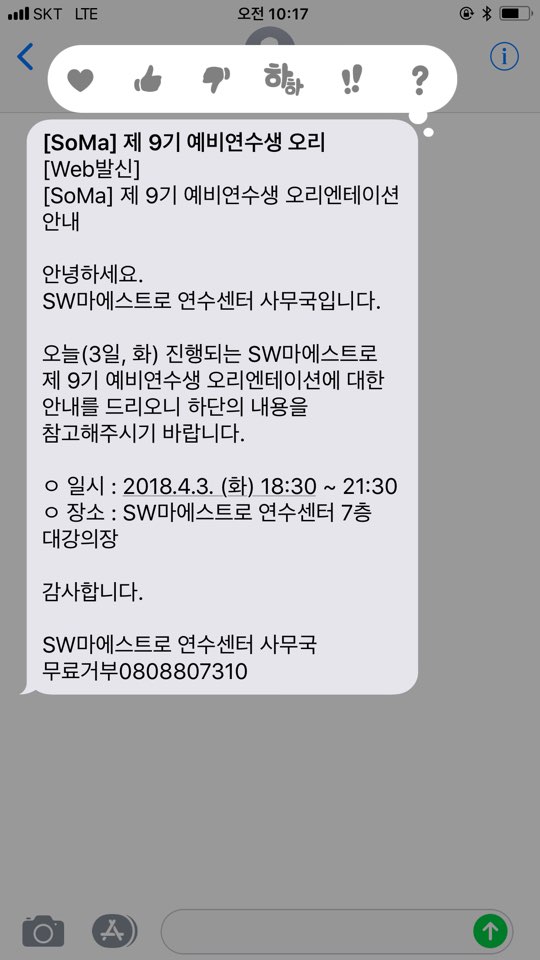 SKT LTE 오전 10:17
하하
[SoMa] 제 9기 예비연수생 오리
[Web발신]
[SoMa] 제 9기 예비연수생 오리엔테이션
안내
안녕하세요.
SW마에스트로 연수센터 사무국입니다.
오늘(3일, 화) 진행되는 SW마에스트로
제 9기 예비연수생 오리엔테이션에 대한
안내를 드리오니 하단의 내용을
참고해주시기 바랍니다.
ㅇ 일시 : 2018.4.3. (화) 18:30 ~ 21:30
ㅇ 장소 : SW마에스트로 연수센터 7층
대강의장
감사합니다.
SW마에스트로 연수센터 사무국
무료거부0808807310